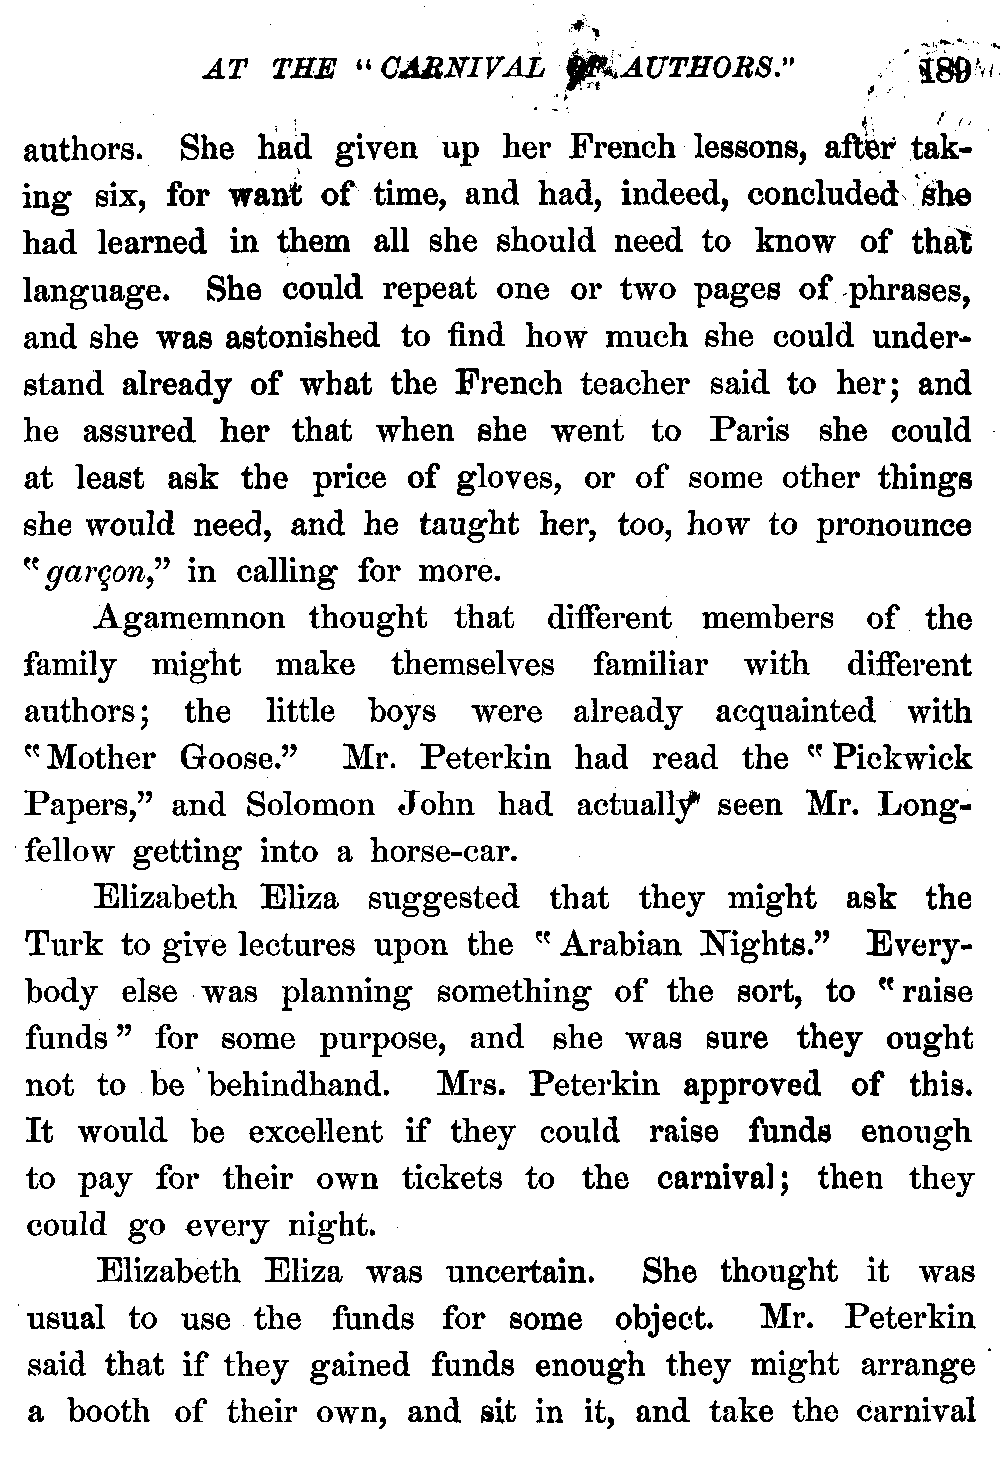 AT THE "CARNIVAL OF AUTHORS." 189
authors. She had given up her French lessons, after tak-
ing six, for want of time, and had, indeed, concluded she
had learned in them all she should need to know of that
language. She could repeat one or two pages of phrases,
and she was astonished to find how much she could under-
stand already of what the French teacher said to her; and
he assured her that when she went to Paris she could
at least ask the price of gloves, or of some other things
she would need, and he taught her, too, how to pronounce
"garçon," in calling for more.
Agamemnon thought that different members of the
family might make themselves familiar with different
authors; the little boys were already acquainted with
"Mother Goose." Mr. Peterkin had read the "Pickwick
Papers," and Solomon John had actually seen Mr. Long-
fellow getting into a horse-car.
Elizabeth Eliza suggested that they might ask the
Turk to give lectures upon the "Arabian Nights." Every-
body else was planning something of the sort, to "raise
funds" for some purpose, and she was sure they ought
not to be behindhand. Mrs. Peterkin approved of this.
It would be excellent if they could raise funds enough
to pay for their own tickets to the carnival; then they
could go every night.
Elizabeth Eliza was uncertain. She thought it was
usual to use the funds for some object. Mr. Peterkin
said that if they gained funds enough they might arrange
a booth of their own, and sit in it, and take the carnival